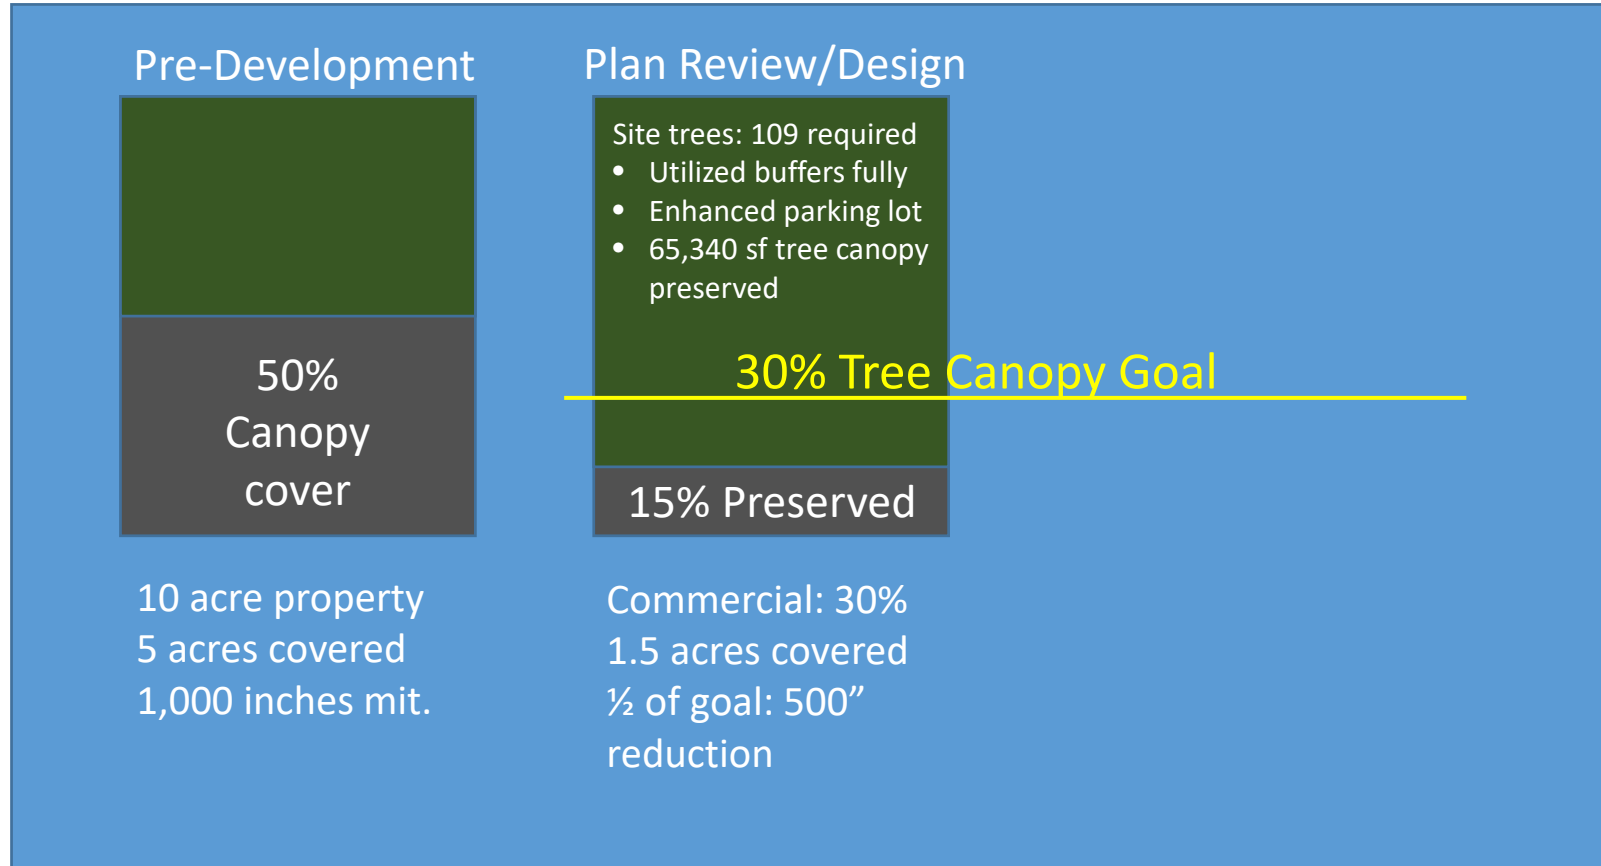 Pre-Development
50%
Canopy
cover
10 acre property
5 acres covered
1,000 inches mit.
Plan Review/Design
Site trees: 109 required
• Utilized buffers fully
• Enhanced parking lot
• 65,340 sf tree canopy
preserved
30% Tree Canopy Goal
15% Preserved
Commercial: 30%
1.5 acres covered
½ of goal: 500”
reduction